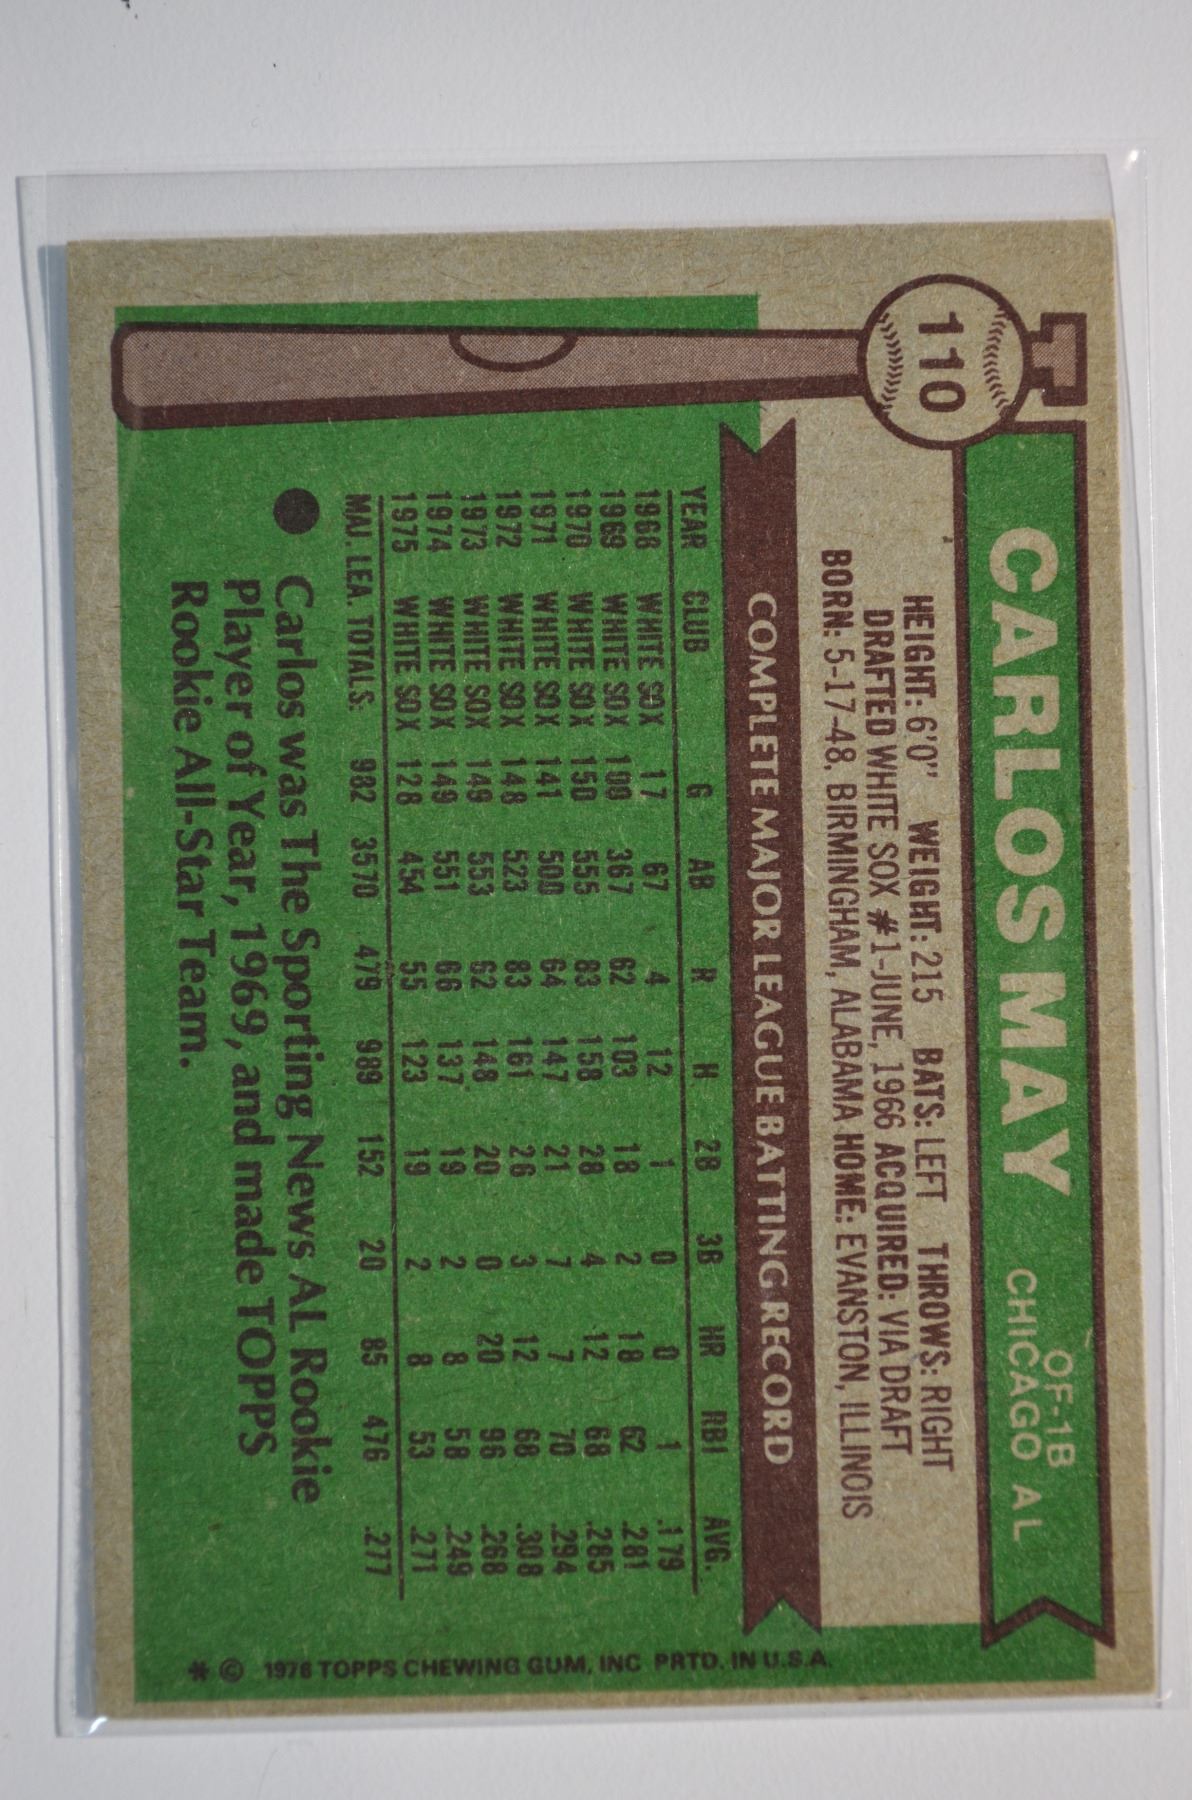 110
CARLOS MAY OF-1B CHICAGO AL
HEIGHT: 6'0" WEIGHT: 215 BATS: LEFT THROWS: RIGHT
DRAFTED WHITE SOX #1-JUNE, 1966 ACQUIRED: VIA DRAFT
BORN: 5-17-48, BIRMINGHAM, ALABAMA HOME: EVANSTON, ILLINOIS
COMPLETE MAJOR LEAGUE BATTING RECORD
YEAR CLUB G AB R H 2B 3B HR RBI AVG.
1968 WHITE SOX 17 67 4 12 1 0 0 1 .179
1969 WHITE SOX 100 367 62 103 18 2 18 62 .281
1970 WHITE SOX 150 555 83 158 28 4 12 68 .285
1971 WHITE SOX 141 500 64 147 21 7 7 70 .294
1972 WHITE SOX 148 523 83 161 26 3 12 68 .308
1973 WHITE SOX 149 553 62 148 20 0 20 96 .268
1974 WHITE SOX 149 551 66 137 19 2 8 58 .249
1975 WHITE SOX 128 454 55 123 19 2 8 53 .271
MAJ. LEA. TOTALS 982 3570 479 989 152 20 85 476 .277
● Carlos was The Sporting News AL Rookie
Player of Year, 1969, and made TOPPS
Rookie All-Star Team.
* © 1976 TOPPS CHEWING GUM, INC PRTD. IN U.S.A.